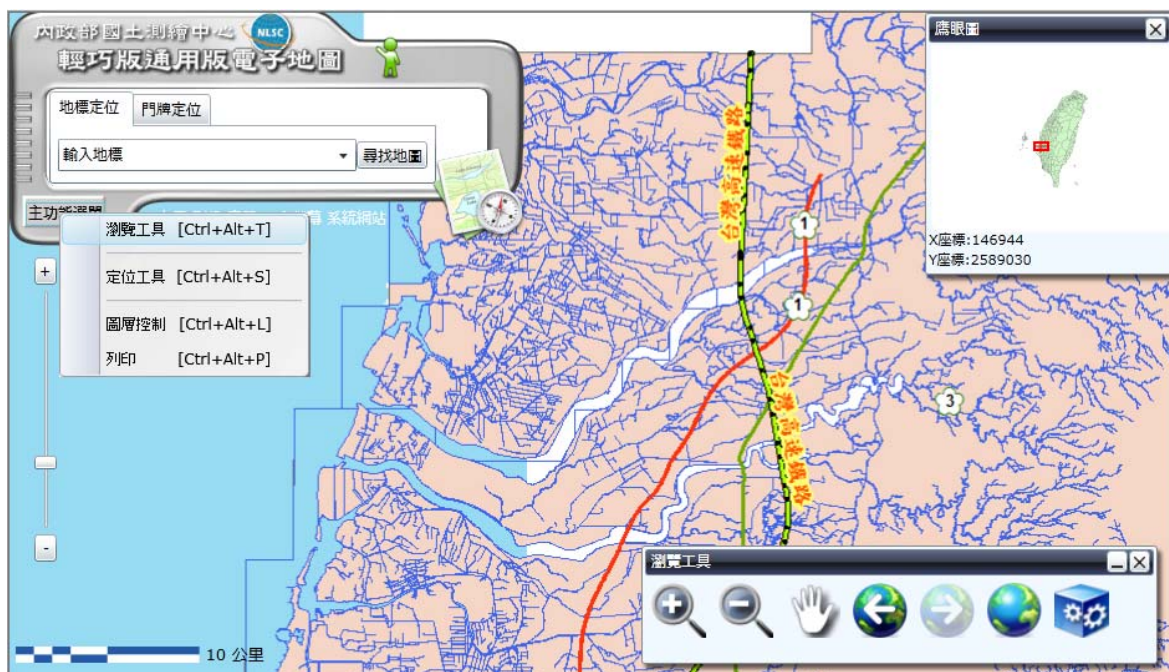 內政部國土測繪中心 NLSC
輕巧版通用版電子地圖
地標定位 門牌定位
輸入地標 尋找地圖
主功能選單
幕 系統網站
瀏覽工具 [Ctrl+Alt+T]
定位工具 [Ctrl+Alt+S]
圖層控制 [Ctrl+Alt+L]
列印 [Ctrl+Alt+P]
+
-
10 公里
台灣高速鐵路
1
1
台灣高速鐵路
3
鷹眼圖
X座標:146944
Y座標:2589030
瀏覽工具